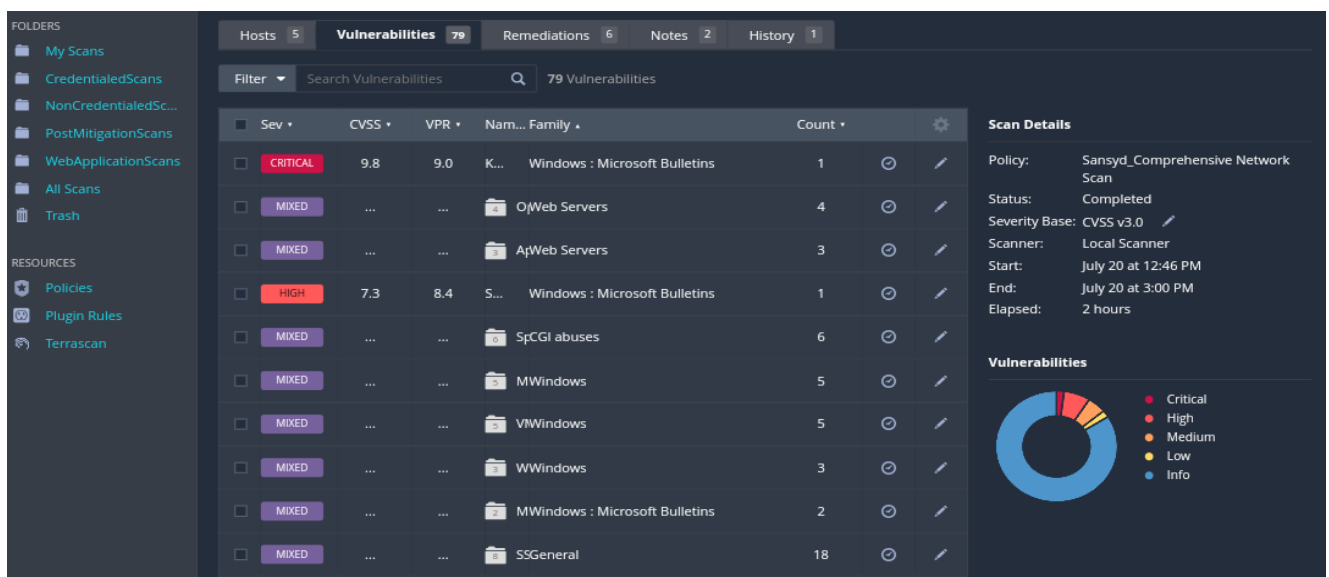 FOLDERS
My Scans
CredentialedScans
NonCredentialedSc...
PostMitigationScans
WebApplicationScans
All Scans
Trash
RESOURCES
Policies
Plugin Rules
Terrascan
Hosts 5 Vulnerabilities 79 Remediations 6 Notes 2 History 1
Filter Search Vulnerabilities 79 Vulnerabilities
Sev CVSS VPR Nam... Family Count
CRITICAL 9.8 9.0 K... Windows : Microsoft Bulletins 1
MIXED ... ... 4 Web Servers 4
MIXED ... ... 3 Web Servers 3
HIGH 7.3 8.4 S... Windows : Microsoft Bulletins 1
MIXED ... ... 6 CGI abuses 6
MIXED ... ... 5 M Windows 5
MIXED ... ... 5 Windows 5
MIXED ... ... 3 W Windows 3
MIXED ... ... 2 M Windows : Microsoft Bulletins 2
MIXED ... ... 8 SS General 18
Scan Details
Policy: Sansyd_Comprehensive Network
Scan
Status: Completed
Severity Base: CVSS v3.0
Scanner: Local Scanner
Start: July 20 at 12:46 PM
End: July 20 at 3:00 PM
Elapsed: 2 hours
Vulnerabilities
Critical
High
Medium
Low
Info